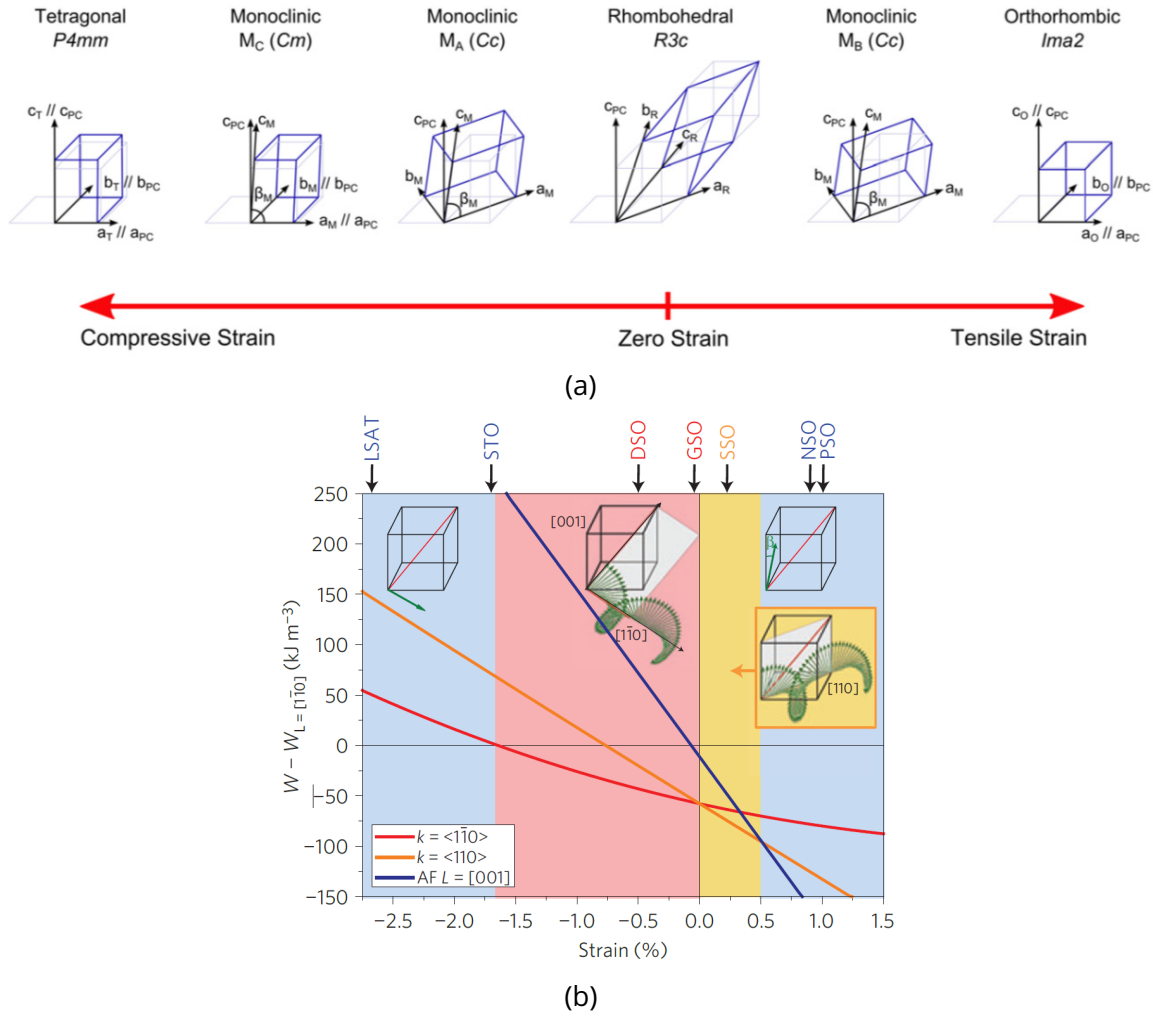 Tetragonal
P4mm
Monoclinic
M_C (Cm)
Monoclinic
M_A (Cc)
Rhombohedral
R3c
Monoclinic
M_B (Cc)
Orthorhombic
Ima2
c_T // c_PC
b_T // b_PC
a_T // a_PC
c_PC
c_M
β_M
b_M // b_PC
a_M // a_PC
c_PC
c_M
b_M
β_M
a_M
c_PC
b_R
c_R
a_R
c_PC
c_M
b_M
β_M
a_M
c_O // c_PC
b_O // b_PC
a_O // a_PC
Compressive Strain
Zero Strain
Tensile Strain
(a)
LSAT
STO
DSO
GSO
SSO
NSO
PSO
W − W_L = [1̄10] (kJ m⁻³)
250
200
150
100
50
0
−50
−100
−150
[001]
[11̄0]
β
[110]
k = <11̄0>
k = <110>
AF L = [001]
−2.5
−2.0
−1.5
−1.0
−0.5
0.0
0.5
1.0
1.5
Strain (%)
(b)